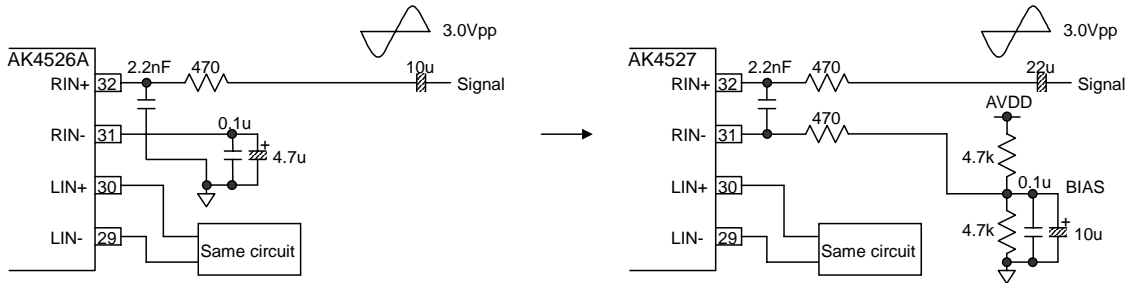 3.0Vpp
AK4526A
2.2nF 470 10u
RIN+ 32 Signal
RIN- 31 0.1u
+
4.7u
LIN+ 30
LIN- 29 Same circuit
3.0Vpp
AK4527
2.2nF 470 22u
RIN+ 32 Signal
AVDD
RIN- 31 470
4.7k
LIN+ 30 0.1u BIAS
+
LIN- 29 Same circuit 4.7k 10u